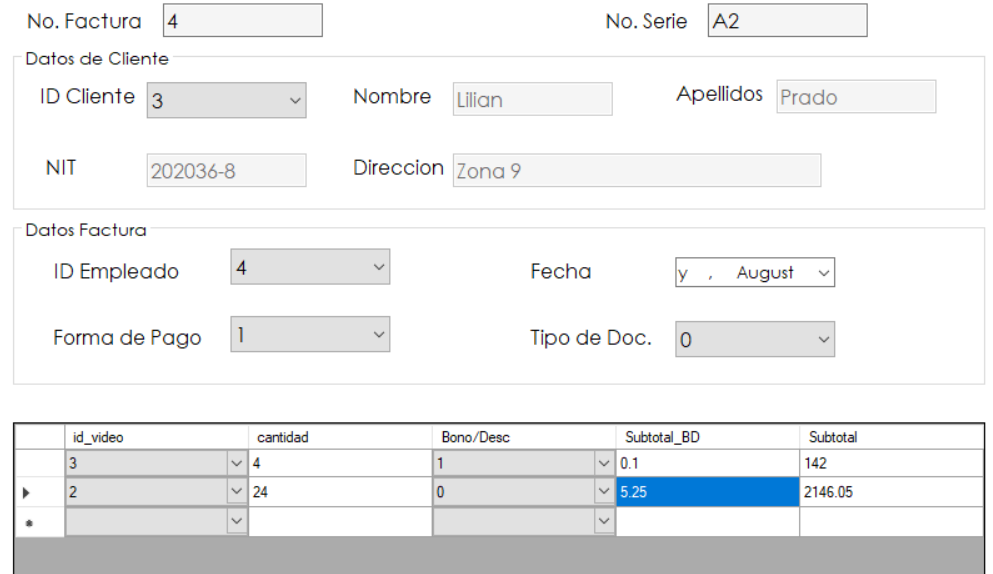 No. Factura 4 No. Serie A2
Datos de Cliente
ID Cliente 3 Nombre Lilian Apellidos Prado
NIT 202036-8 Direccion Zona 9
Datos Factura
ID Empleado 4 Fecha y , August
Forma de Pago 1 Tipo de Doc. 0
id_video cantidad Bono/Desc Subtotal_BD Subtotal
3 4 1 0.1 142
2 24 0 5.25 2146.05